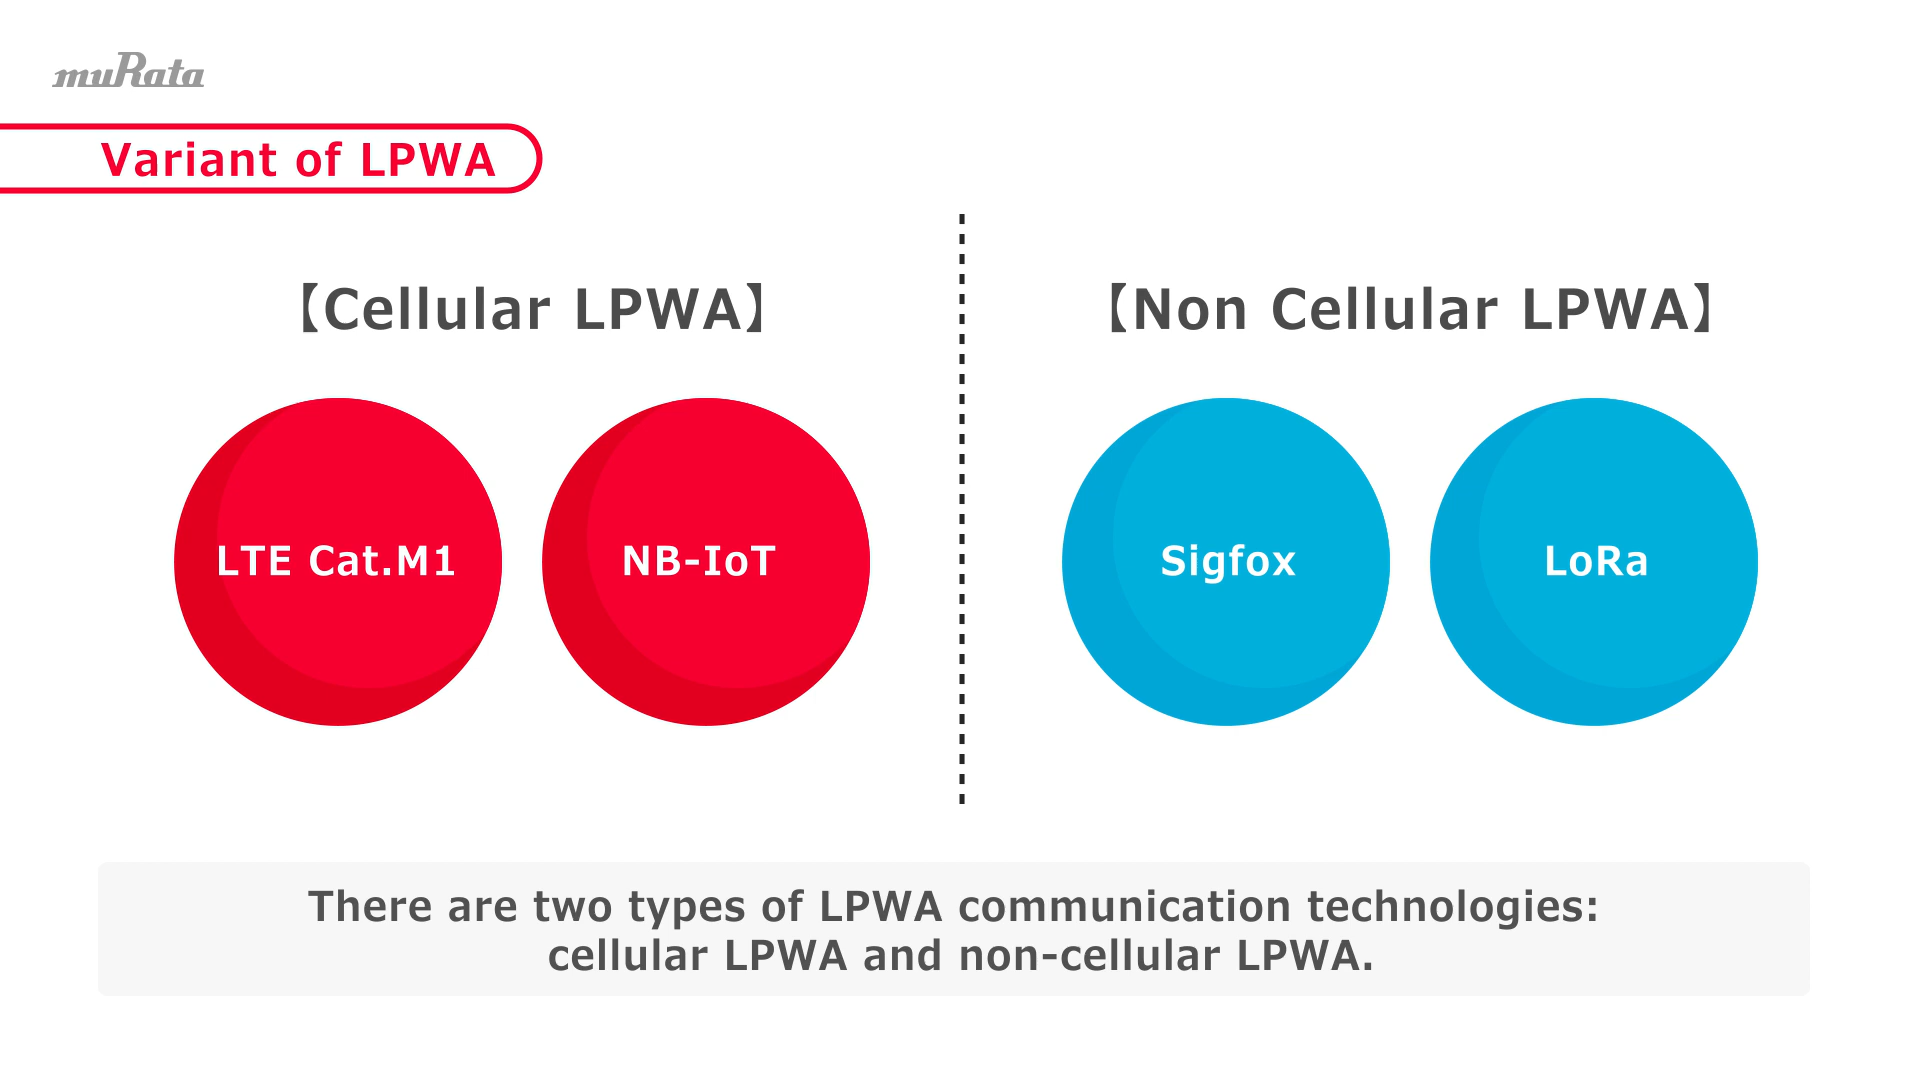 muRata
Variant of LPWA
【Cellular LPWA】
【Non Cellular LPWA】
LTE Cat.M1
NB-IoT
Sigfox
LoRa
There are two types of LPWA communication technologies:
cellular LPWA and non-cellular LPWA.